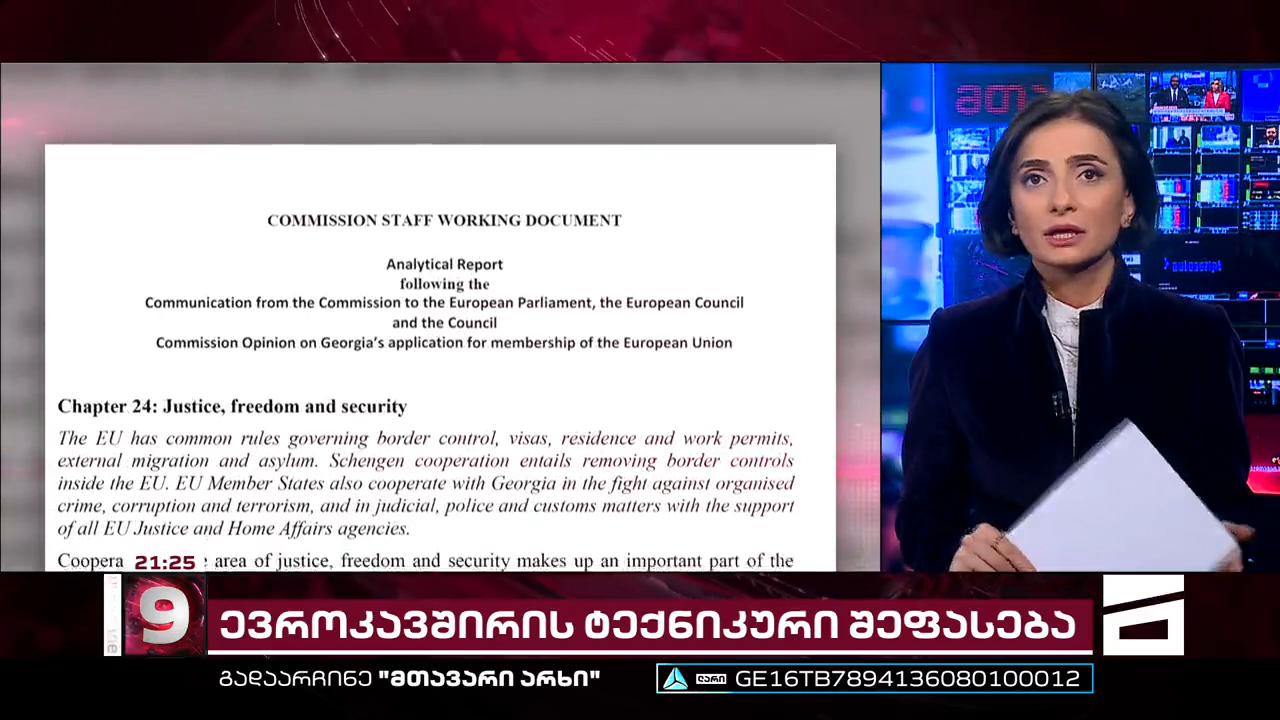 COMMISSION STAFF WORKING DOCUMENT
Analytical Report
following the
Communication from the Commission to the European Parliament, the European Council
and the Council
Commission Opinion on Georgia's application for membership of the European Union
Chapter 24: Justice, freedom and security
The EU has common rules governing border control, visas, residence and work permits,
external migration and asylum. Schengen cooperation entails removing border controls
inside the EU. EU Member States also cooperate with Georgia in the fight against organised
crime, corruption and terrorism, and in judicial, police and customs matters with the support
of all EU Justice and Home Affairs agencies.
area of justice, freedom and security makes up an important part of the
21:25
9
ევროკავშირის ტექნიკური შეფასება
გადაარჩინე "მთავარი არხი"
ლარი GE16TB7894136080100012
autoscript